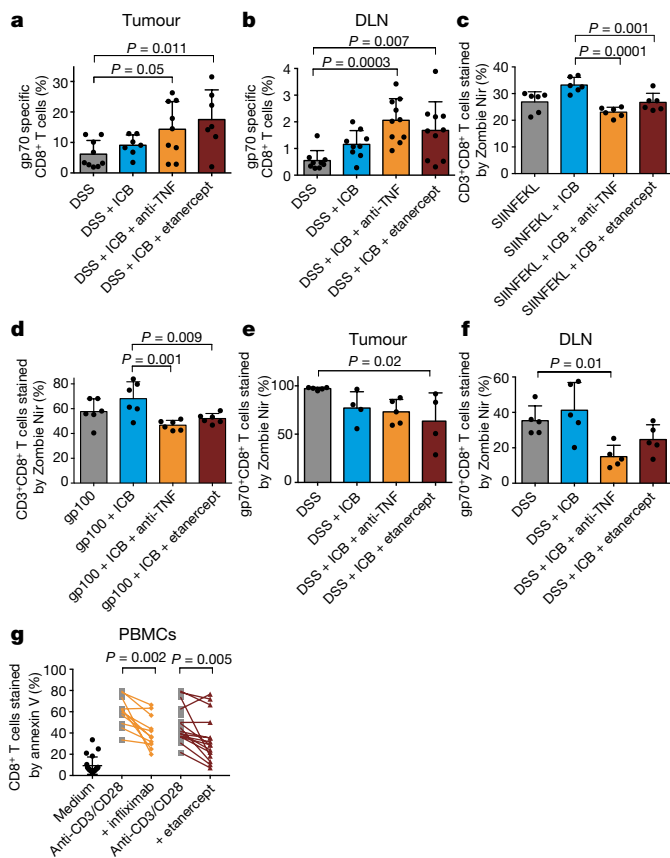 a
Tumour
P = 0.011
P = 0.05
gp70 specific
CD8⁺ T cells (%)
30
20
10
0
DSS
DSS + ICB
DSS + ICB + anti-TNF
DSS + ICB + etanercept
b
DLN
P = 0.007
P = 0.0003
gp70 specific
CD8⁺ T cells (%)
4
3
2
1
0
DSS
DSS + ICB
DSS + ICB + anti-TNF
DSS + ICB + etanercept
c
P = 0.001
P = 0.0001
CD3⁺CD8⁺ T cells stained
by Zombie Nir (%)
40
30
20
10
0
SIINFEKL
SIINFEKL + ICB
SIINFEKL + ICB + anti-TNF
SIINFEKL + ICB + etanercept
d
P = 0.009
P = 0.001
CD3⁺CD8⁺ T cells stained
by Zombie Nir (%)
80
60
40
20
0
gp100
gp100 + ICB
gp100 + ICB + anti-TNF
gp100 + ICB + etanercept
e
Tumour
P = 0.02
gp70⁺CD8⁺ T cells stained
by Zombie Nir (%)
100
50
0
DSS
DSS + ICB
DSS + ICB + anti-TNF
DSS + ICB + etanercept
f
DLN
P = 0.01
gp70⁺CD8⁺ T cells stained
by Zombie Nir (%)
60
40
20
0
DSS
DSS + ICB
DSS + ICB + anti-TNF
DSS + ICB + etanercept
g
PBMCs
P = 0.002
P = 0.005
CD8⁺ T cells stained
by annexin V (%)
100
80
60
40
20
0
Medium
Anti-CD3/CD28
+ infliximab
Anti-CD3/CD28
+ etanercept